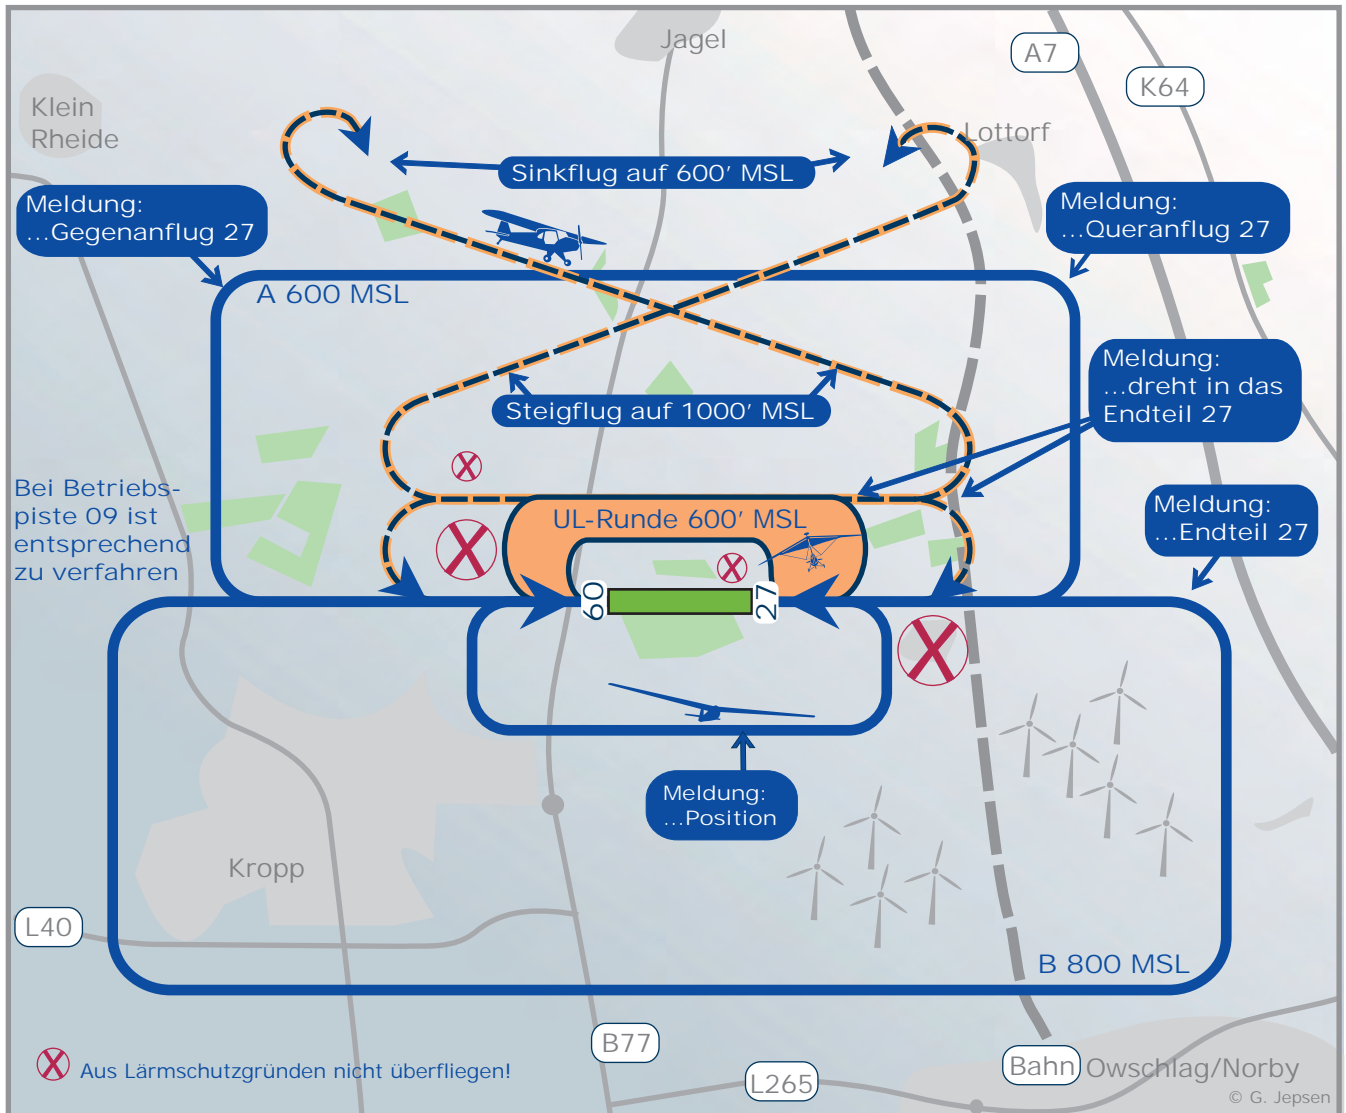 Jagel
A7
K64
Klein
Rheide
Lottorf
Sinkflug auf 600' MSL
Meldung:
...Gegenanflug 27
Meldung:
...Queranflug 27
A 600 MSL
Meldung:
...dreht in das
Endteil 27
Steigflug auf 1000' MSL
Bei Betriebs-
piste 09 ist
entsprechend
zu verfahren
UL-Runde 600' MSL
Meldung:
...Endteil 27
09
27
Meldung:
...Position
Kropp
L40
B 800 MSL
B77
Bahn
Owschlag/Norby
Aus Lärmschutzgründen nicht überfliegen!
L265
© G. Jepsen